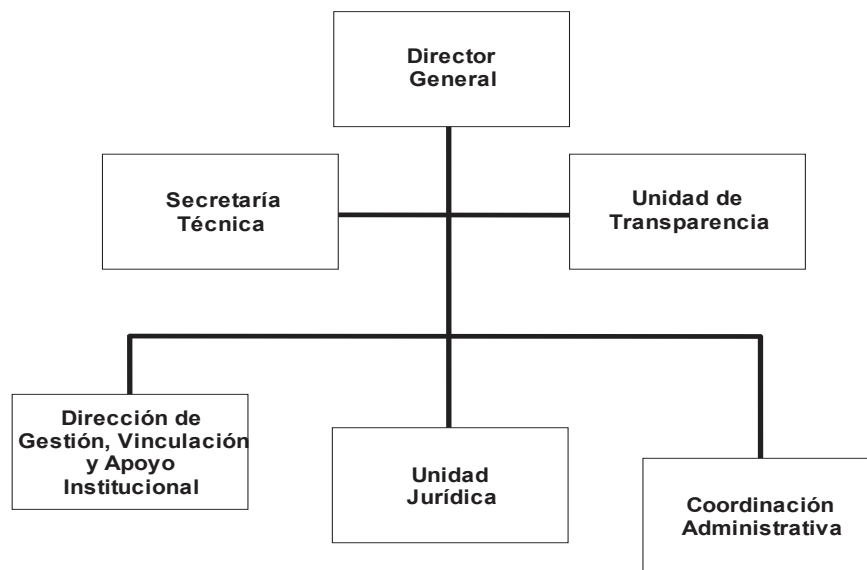 Director
General
Secretaría
Técnica
Unidad de
Transparencia
Dirección de
Gestión, Vinculación
y Apoyo
Institucional
Unidad
Jurídica
Coordinación
Administrativa